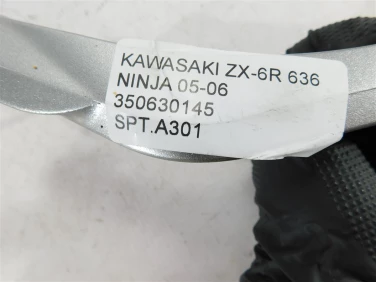 KAWASAKI ZX-6R 636
NINJA 05-06
350630145
SPT.A301